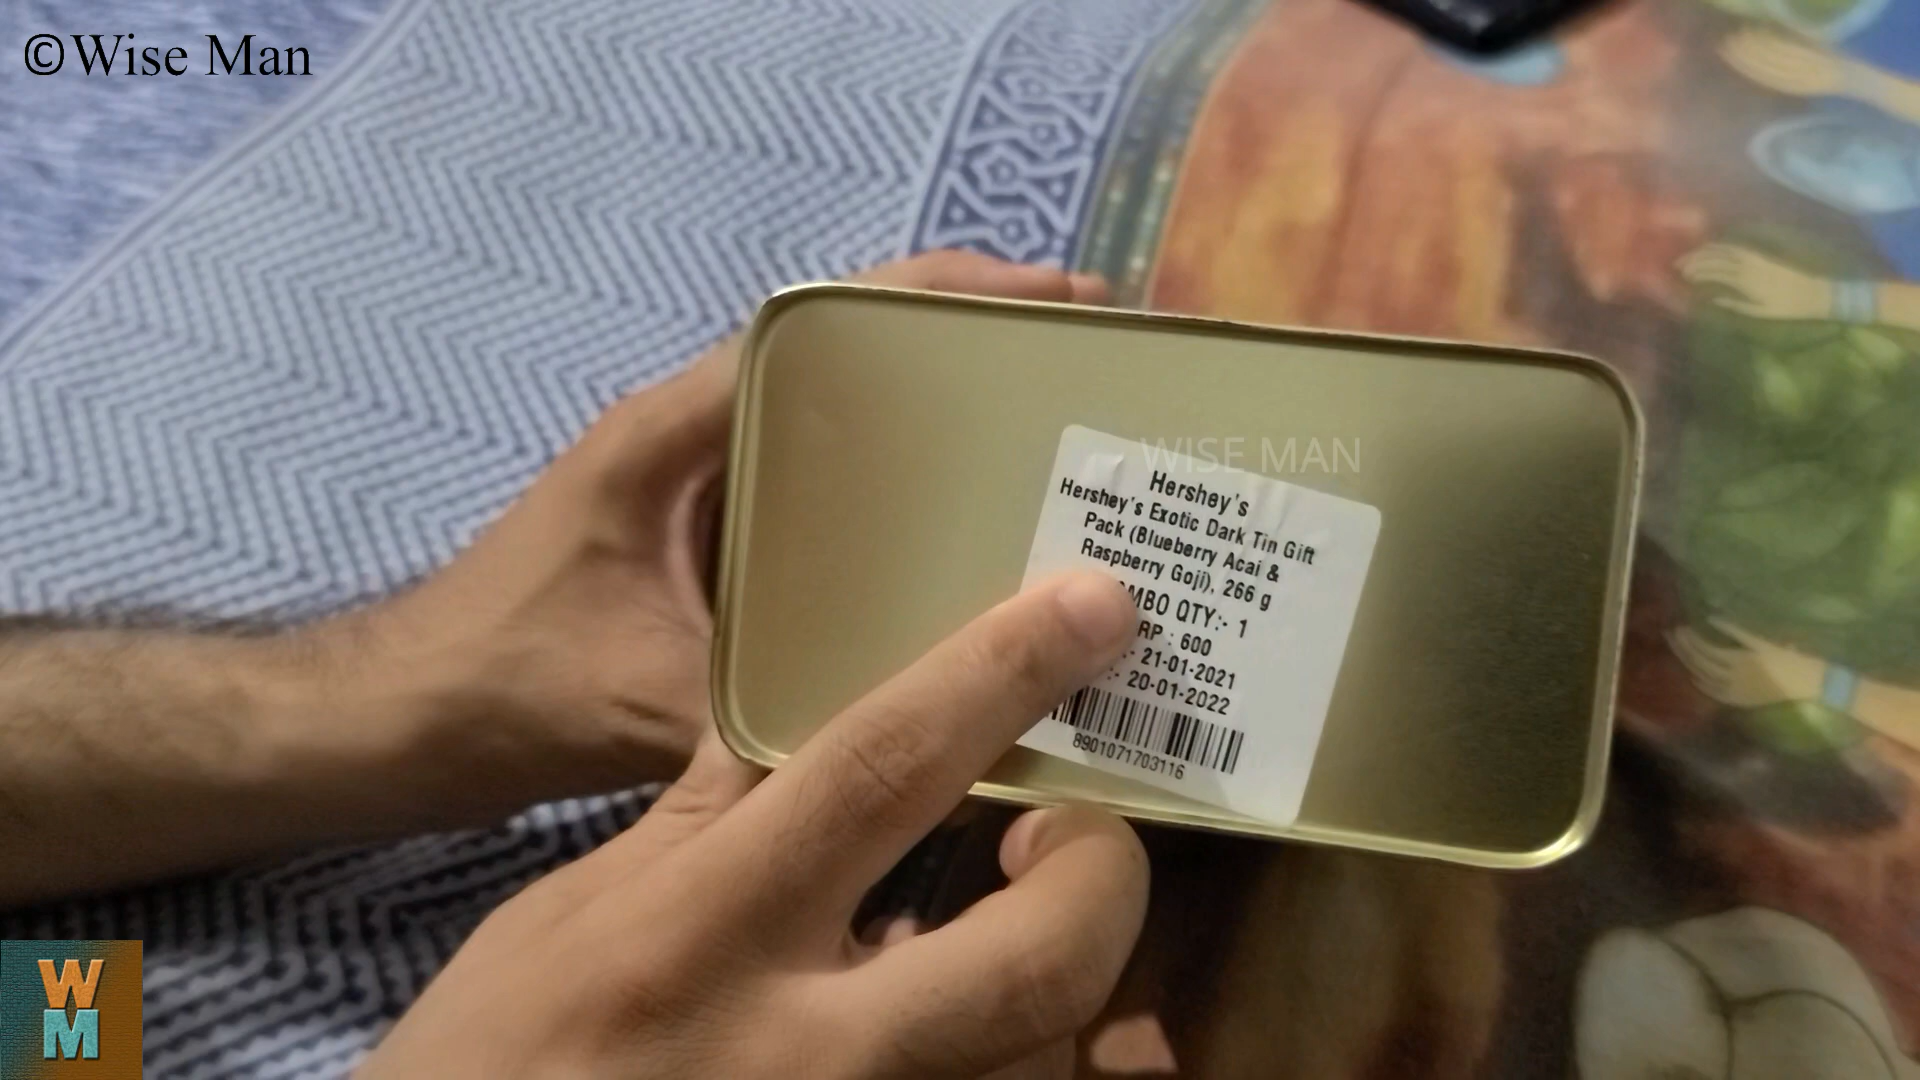 ©Wise Man
WISE MAN
Hershey's
Hershey's Exotic Dark Tin Gift
Pack (Blueberry Acai &
Raspberry Goji), 266 g
QTY:- 1
: 600
:- 21-01-2021
:- 20-01-2022
8901071703116
WM